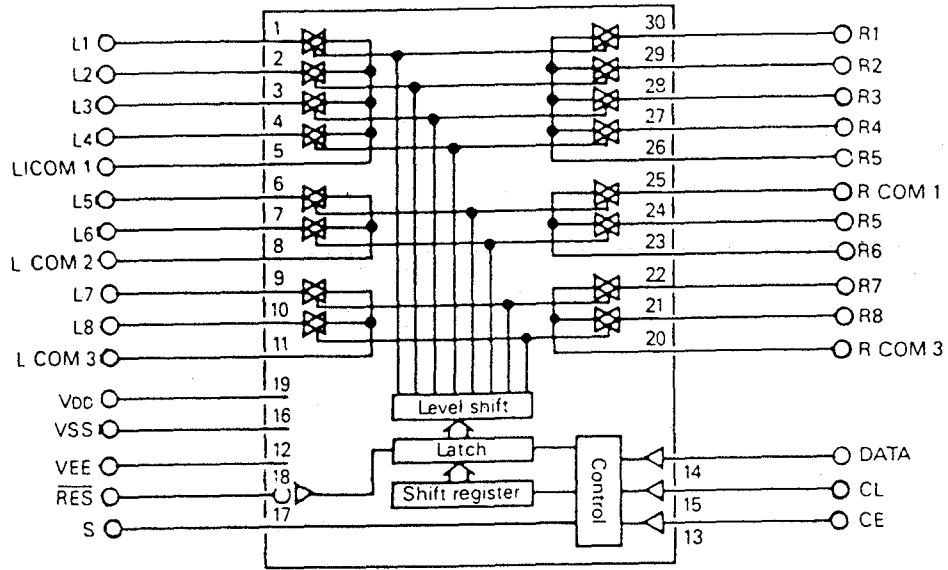 L1 1 30 R1
L2 2 29 R2
L3 3 28 R3
L4 4 27 R4
LICOM 1 5 26 R5
L5 6 25 R COM 1
L6 7 24 R5
L COM 2 8 23 R6
L7 9 22 R7
L8 10 21 R8
L COM 3 11 20 R COM 3
VDD 19
Level shift
VSS 16
VEE 12 Latch 14 DATA
RES 18 Shift register Control 15 CL
S 17 13 CE